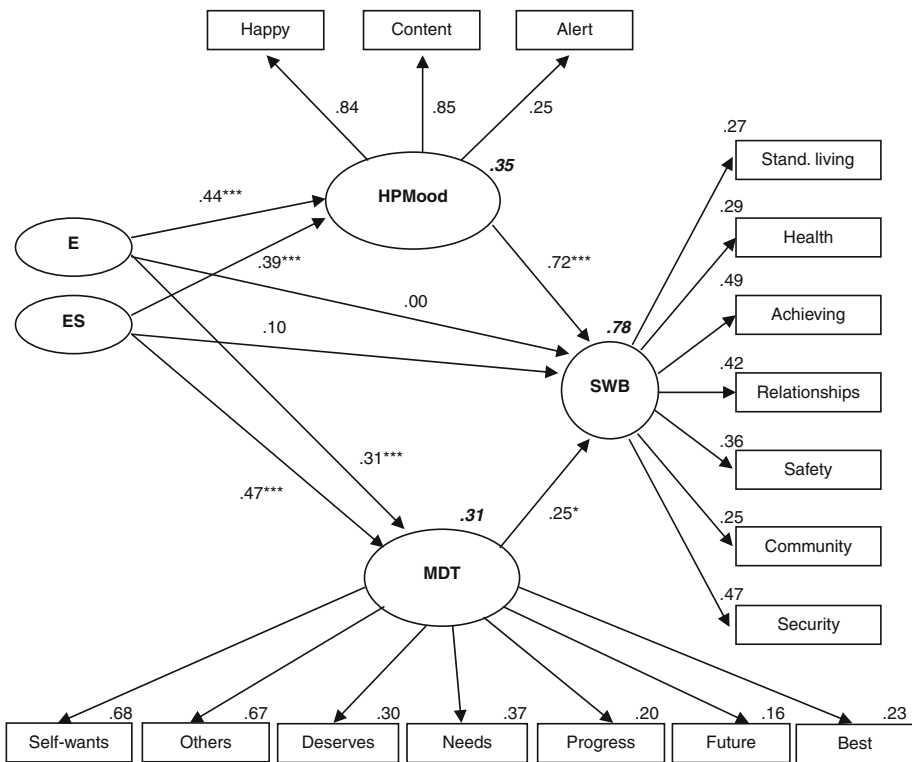 Happy
Content
Alert
.84
.85
.25
.27
Stand. living
.35
HPMood
.44***
.29
Health
E
.39***
.72***
.49
Achieving
.00
ES
.10
.78
.42
Relationships
SWB
.36
Safety
.31***
.47***
.31
.25*
.25
Community
MDT
.47
Security
.68
.67
.30
.37
.20
.16
.23
Self-wants
Others
Deserves
Needs
Progress
Future
Best